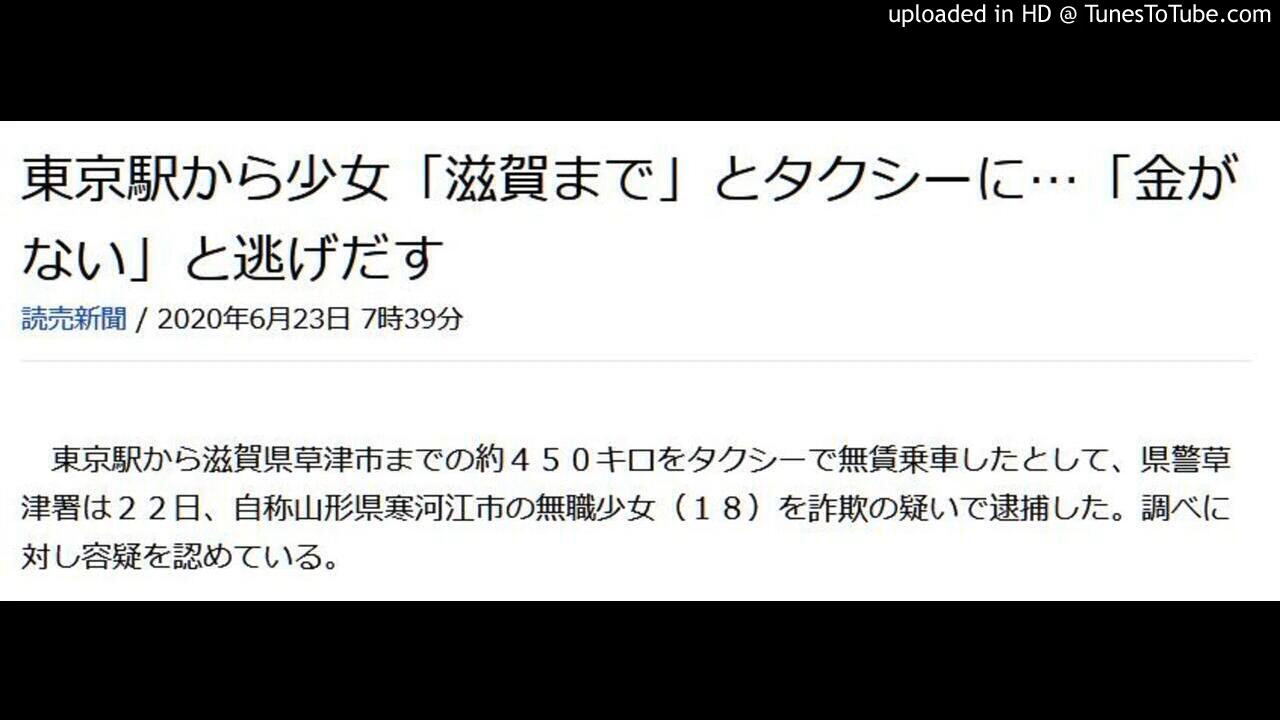 uploaded in HD @ TunesToTube.com
東京駅から少女「滋賀まで」とタクシーに…「金が
ない」と逃げだす
読売新聞 / 2020年6月23日 7時39分
東京駅から滋賀県草津市までの約４５０キロをタクシーで無賃乗車したとして、県警草
津署は２２日、自称山形県寒河江市の無職少女（１８）を詐欺の疑いで逮捕した。調べに
対し容疑を認めている。